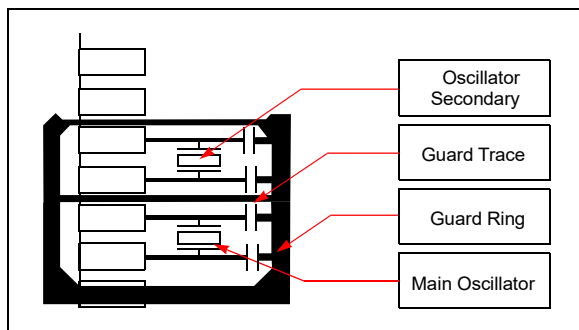 Oscillator
Secondary
Guard Trace
Guard Ring
Main Oscillator